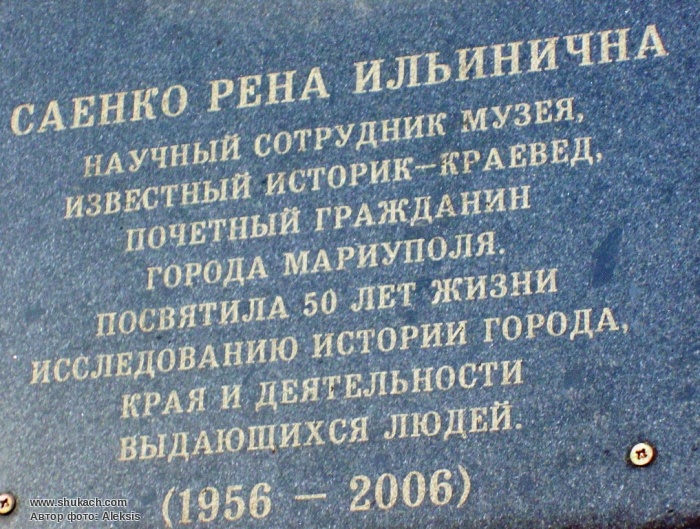 САЕНКО РЕНА ИЛЬИНИЧНА
НАУЧНЫЙ СОТРУДНИК МУЗЕЯ,
ИЗВЕСТНЫЙ ИСТОРИК–КРАЕВЕД,
ПОЧЕТНЫЙ ГРАЖДАНИН
ГОРОДА МАРИУПОЛЯ.
ПОСВЯТИЛА 50 ЛЕТ ЖИЗНИ
ИССЛЕДОВАНИЮ ИСТОРИИ ГОРОДА,
КРАЯ И ДЕЯТЕЛЬНОСТИ
ВЫДАЮЩИХСЯ ЛЮДЕЙ.
(1956 – 2006)
www.shukach.com
Автор фото: Aleksis